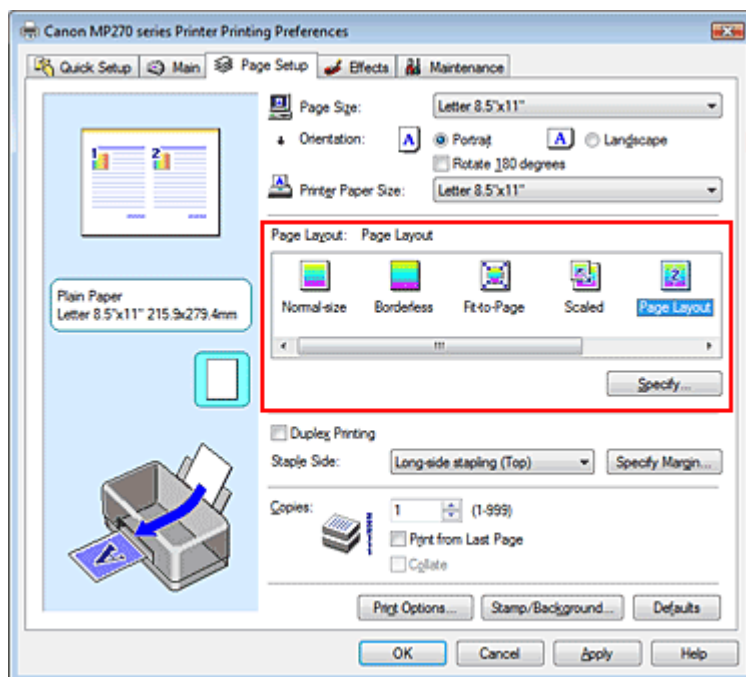 Canon MP270 series Printer Printing Preferences
Quick Setup Main Page Setup Effects Maintenance
Page Size: Letter 8.5"x11"
Orientation: A Portrait A Landscape
Rotate 180 degrees
Printer Paper Size: Letter 8.5"x11"
1 2
Page Layout: Page Layout
Normal-size Borderless Fit-to-Page Scaled Page Layout
Plain Paper
Letter 8.5"x11" 215.9x279.4mm
Specify...
Duplex Printing
Staple Side: Long-side stapling (Top) Specify Margin...
Copies: 1 (1-999)
Print from Last Page
Collate
Print Options... Stamp/Background... Defaults
OK Cancel Apply Help